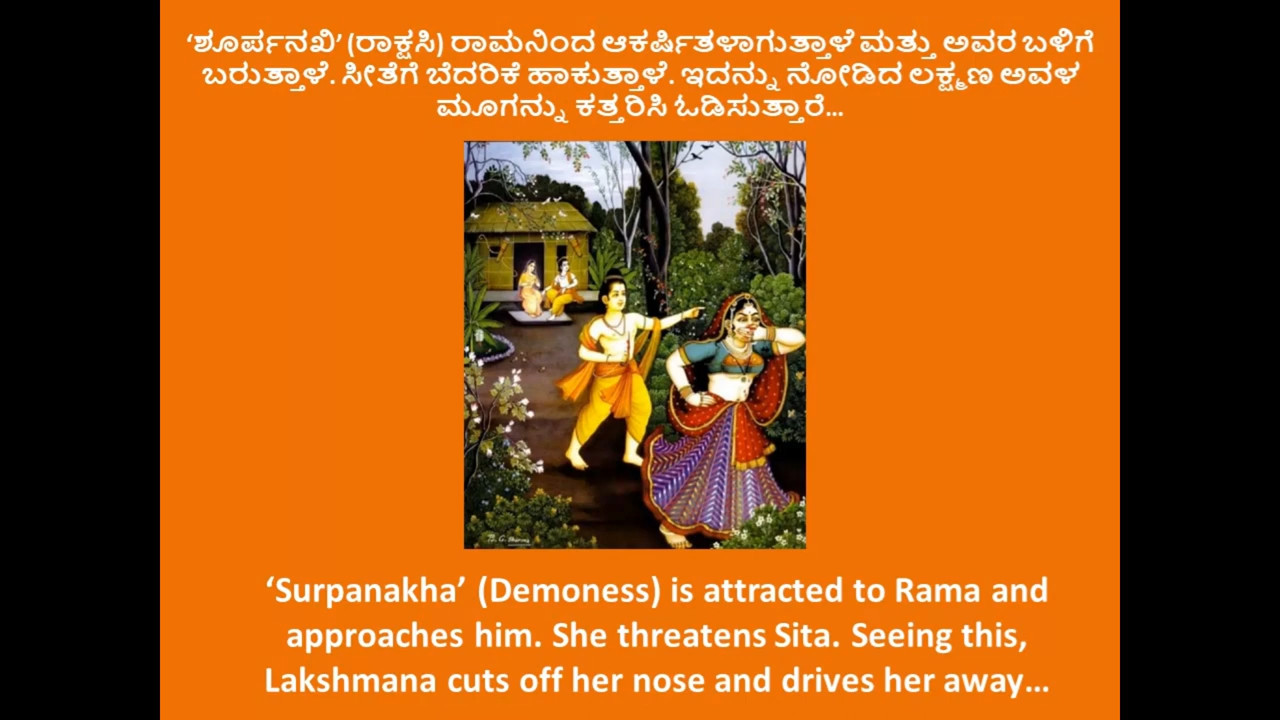 ‘ಶೂರ್ಪನಖಿ’ (ರಾಕ್ಷಸಿ) ರಾಮನಿಂದ ಆಕರ್ಷಿತಳಾಗುತ್ತಾಳೆ ಮತ್ತು ಅವರ ಬಳಿಗೆ
ಬರುತ್ತಾಳೆ. ಸೀತೆಗೆ ಬೆದರಿಕೆ ಹಾಕುತ್ತಾಳೆ. ಇದನ್ನು ನೋಡಿದ ಲಕ್ಷ್ಮಣ ಅವಳ
ಮೂಗನ್ನು ಕತ್ತರಿಸಿ ಓಡಿಸುತ್ತಾರೆ...
‘Surpanakha’ (Demoness) is attracted to Rama and
approaches him. She threatens Sita. Seeing this,
Lakshmana cuts off her nose and drives her away...